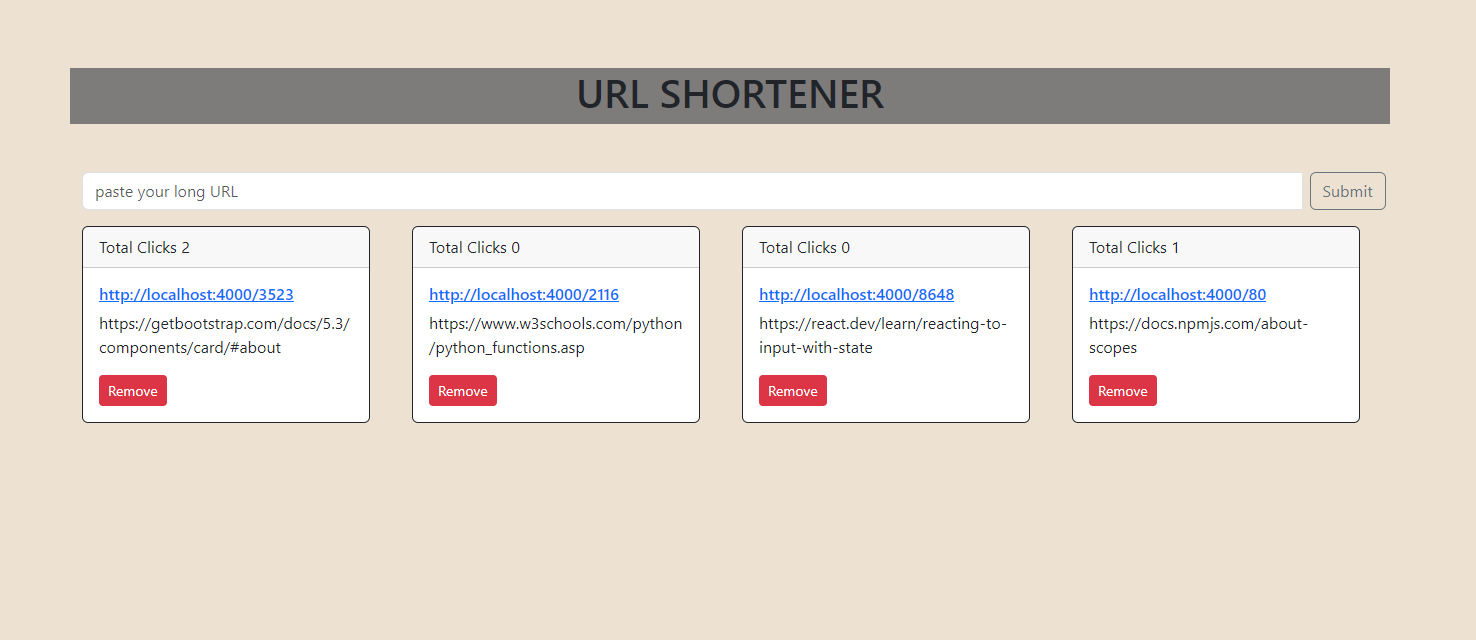 URL SHORTENER
paste your long URL
Submit
Total Clicks 2
http://localhost:4000/3523
https://getbootstrap.com/docs/5.3/
components/card/#about
Remove
Total Clicks 0
http://localhost:4000/2116
https://www.w3schools.com/python
/python_functions.asp
Remove
Total Clicks 0
http://localhost:4000/8648
https://react.dev/learn/reacting-to-
input-with-state
Remove
Total Clicks 1
http://localhost:4000/80
https://docs.npmjs.com/about-
scopes
Remove